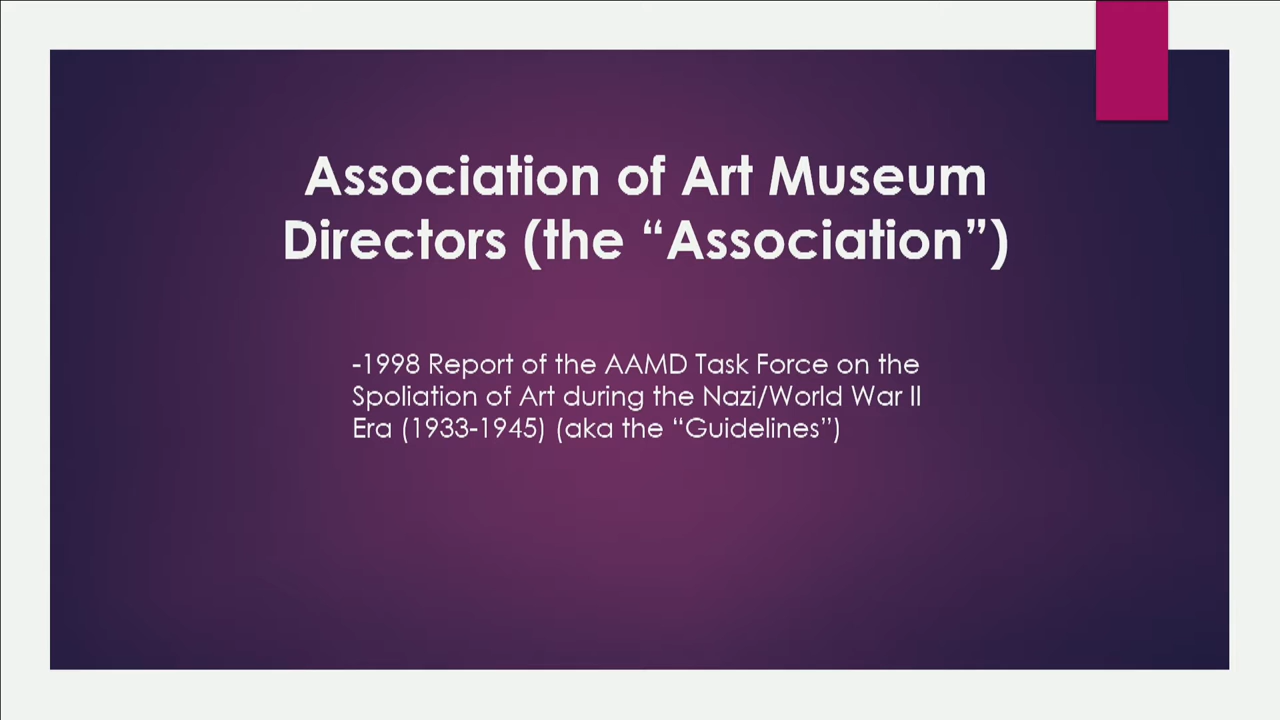 Association of Art Museum
Directors (the “Association”)
-1998 Report of the AAMD Task Force on the
Spoliation of Art during the Nazi/World War II
Era (1933-1945) (aka the “Guidelines”)